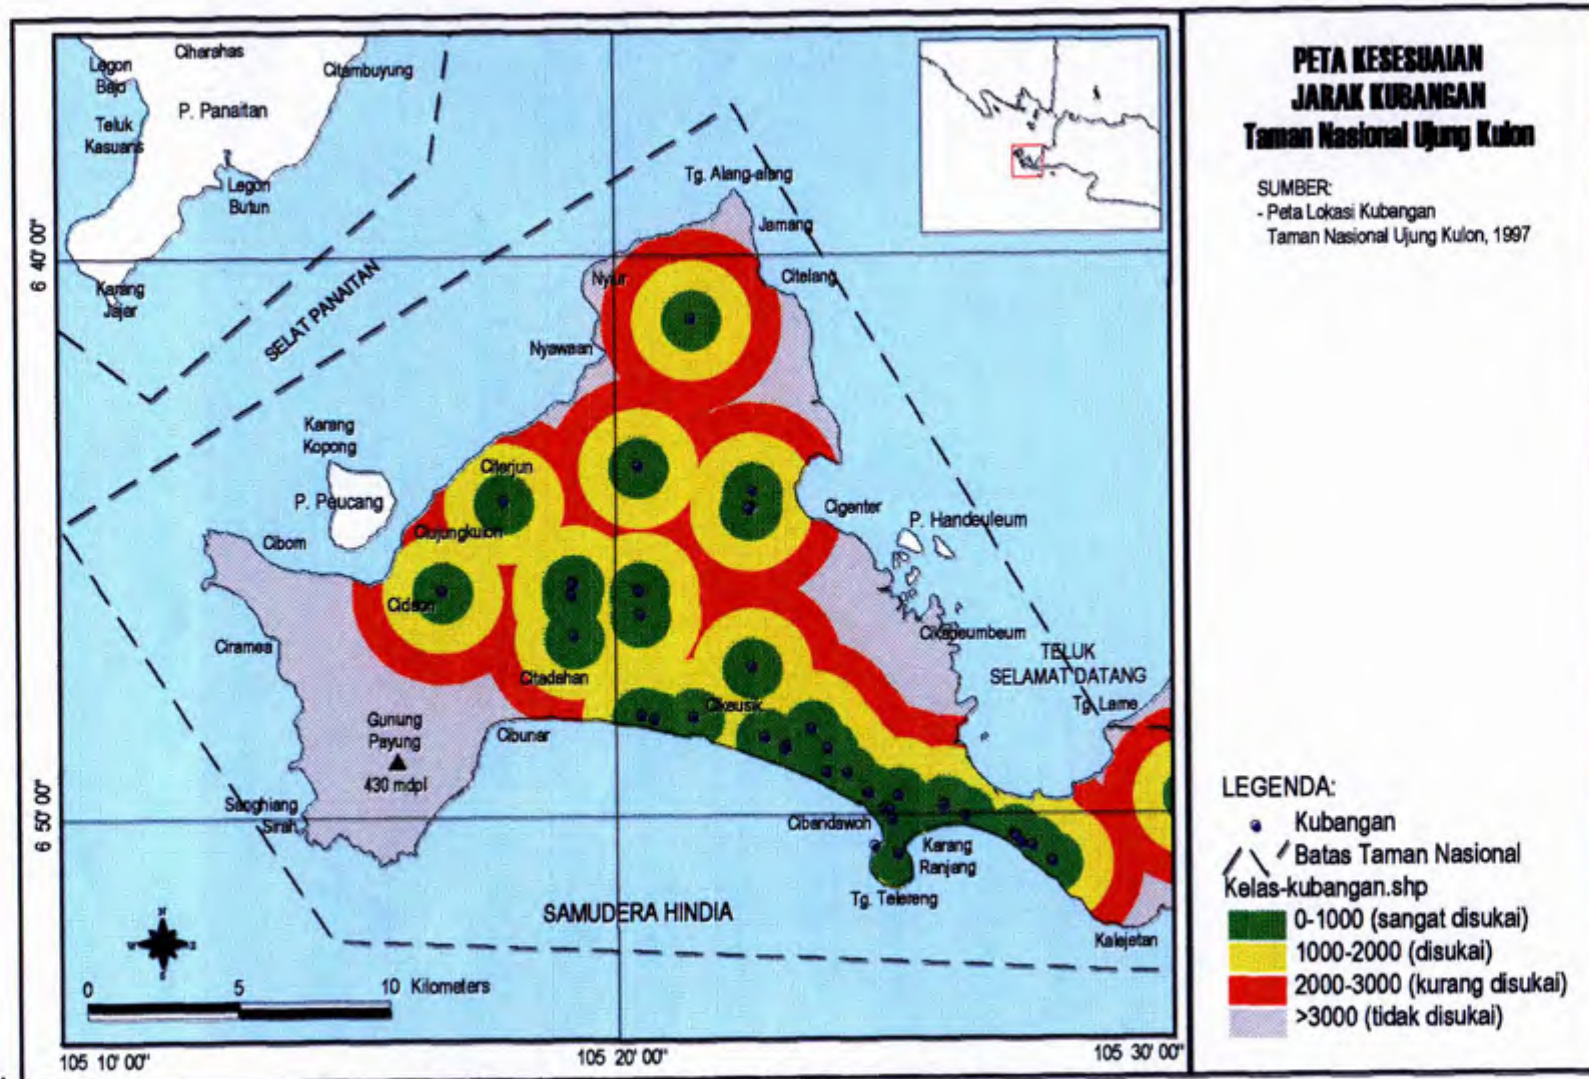 PETA KESESUAIAN
JARAK KUBANGAN
Taman Nasional Ujung Kulon
SUMBER:
- Peta Lokasi Kubangan
Taman Nasional Ujung Kulon, 1997
LEGENDA:
Kubangan
Batas Taman Nasional
Kelas-kubangan.shp
0-1000 (sangat disukai)
1000-2000 (disukai)
2000-3000 (kurang disukai)
>3000 (tidak disukai)
Ciharahas
Legon
Bajo
Citambuyung
P. Panaitan
Teluk
Kasuaris
Legon
Butun
Karang
Jajar
SELAT PANAITAN
Tg. Alang-alang
Jamang
Citelang
Nyiur
Nyawaan
Karang
Kopong
P. Peucang
Citerjun
Ciujungkulon
Cibom
Cidaon
Ciramea
Citadahan
Cigenter
P. Handeuleum
Cikapeumbeum
TELUK
SELAMAT DATANG
Tg. Lame
Cikeusik
Gunung
Payung
430 mdpl
Cibunar
Sanghiang
Sirah
Cibandawoh
Karang
Ranjang
Tg. Telereng
Kalejetan
SAMUDERA HINDIA
N
W
E
S
0 5 10 Kilometers
6 40' 00"
6 50' 00"
105 10' 00"
105 20' 00"
105 30' 00"